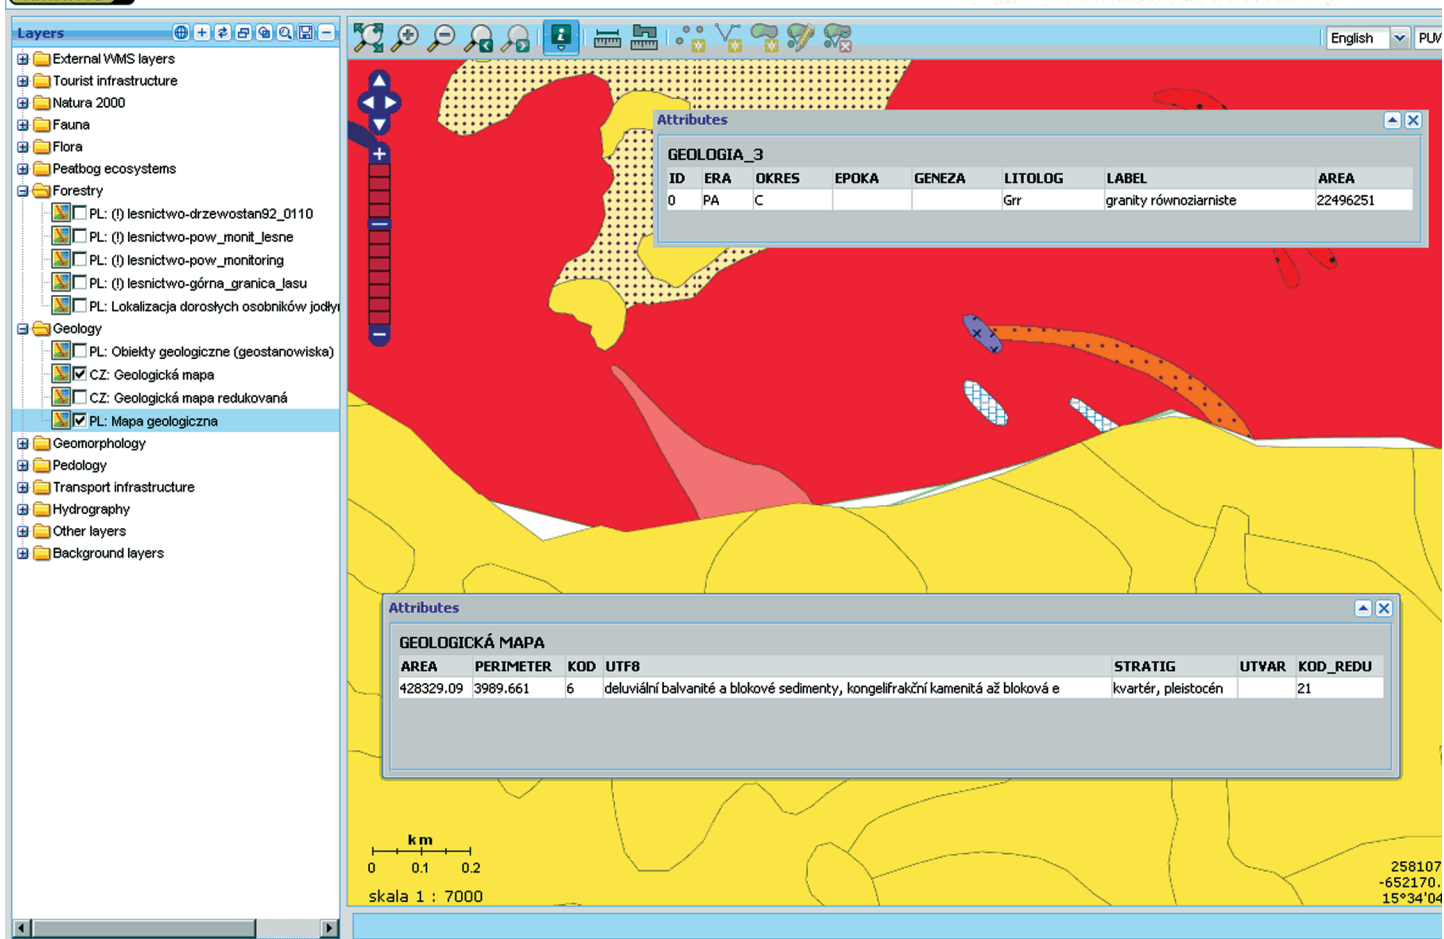 Layers
External WMS layers
Tourist infrastructure
Natura 2000
Fauna
Flora
Peatbog ecosystems
Forestry
PL: (!) lesnictwo-drzewostan92_0110
PL: (!) lesnictwo-pow_monit_lesne
PL: (!) lesnictwo-pow_monitoring
PL: (!) lesnictwo-górna_granica_lasu
PL: Lokalizacja dorosłych osobników jodły
Geology
PL: Obiekty geologiczne (geostanowiska)
CZ: Geologická mapa
CZ: Geologická mapa redukovaná
PL: Mapa geologiczna
Geomorphology
Pedology
Transport infrastructure
Hydrography
Other layers
Background layers
English PUW
Attributes
GEOLOGIA_3
ID ERA OKRES EPOKA GENEZA LITOLOG LABEL AREA
0 PA C Grr granity równoziarniste 22496251
Attributes
GEOLOGICKÁ MAPA
AREA PERIMETER KOD UTF8 STRATIG UTVAR KOD_REDU
428329.09 3989.661 6 deluviální balvanité a blokové sedimenty, kongelifrakční kamenitá až bloková e kvartér, pleistocén 21
km
0 0.1 0.2
skala 1 : 7000
258107
-652170.
15°34'04